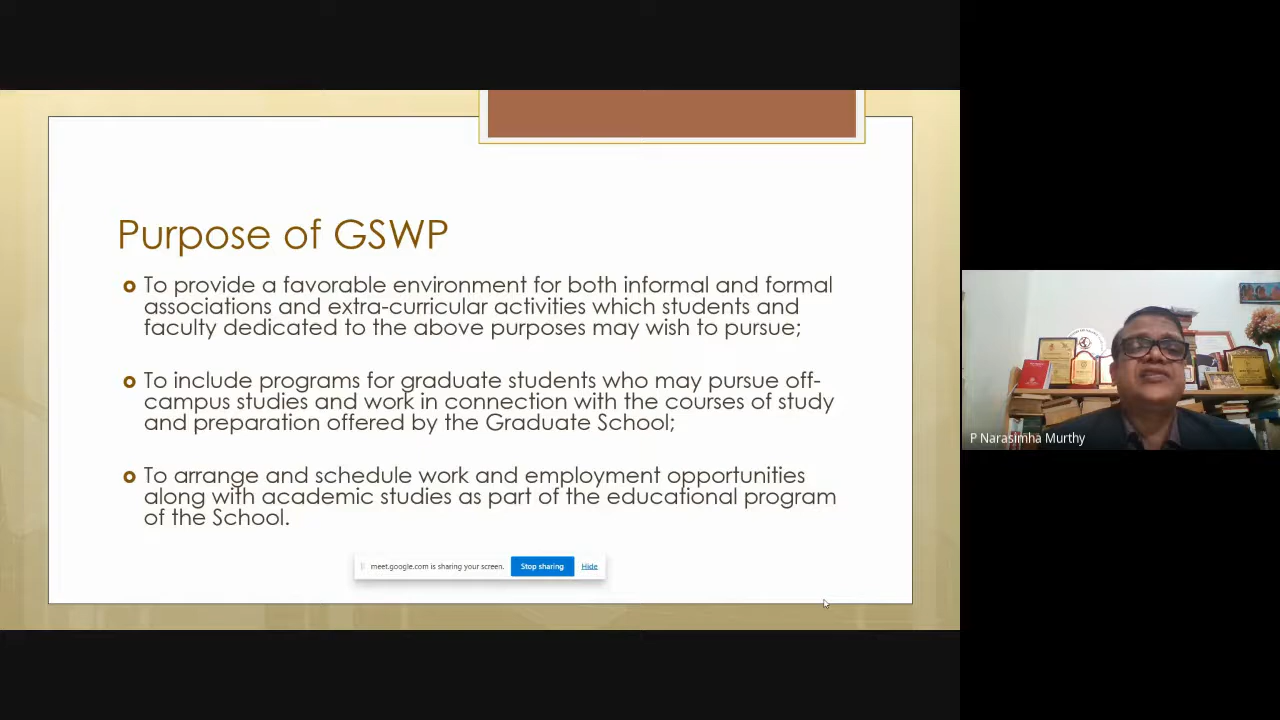 Purpose of GSWP
To provide a favorable environment for both informal and formal
associations and extra-curricular activities which students and
faculty dedicated to the above purposes may wish to pursue;
To include programs for graduate students who may pursue off-
campus studies and work in connection with the courses of study
and preparation offered by the Graduate School;
To arrange and schedule work and employment opportunities
along with academic studies as part of the educational program
of the School.
meet.google.com is sharing your screen. Stop sharing Hide
P Narasimha Murthy